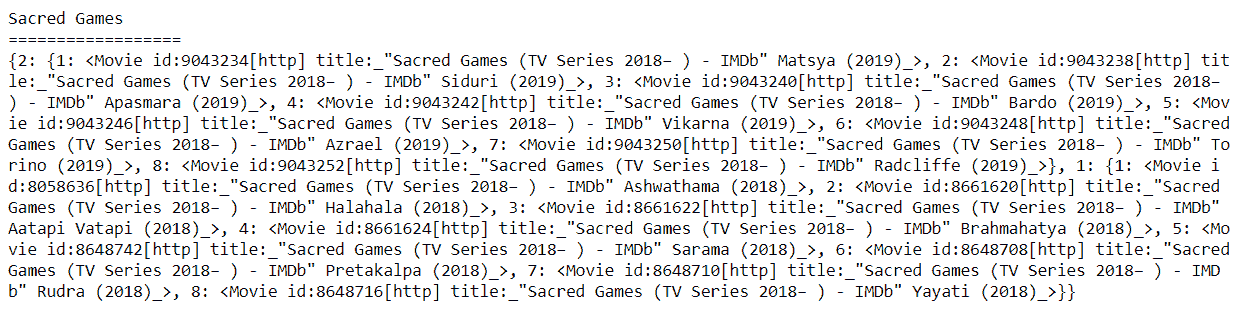 Sacred Games
==================
{2: {1: <Movie id:9043234[http] title:_"Sacred Games (TV Series 2018– ) - IMDb" Matsya (2019)_>, 2: <Movie id:9043238[http] tit
le:_"Sacred Games (TV Series 2018– ) - IMDb" Siduri (2019)_>, 3: <Movie id:9043240[http] title:_"Sacred Games (TV Series 2018–
) - IMDb" Apasmara (2019)_>, 4: <Movie id:9043242[http] title:_"Sacred Games (TV Series 2018– ) - IMDb" Bardo (2019)_>, 5: <Mov
ie id:9043246[http] title:_"Sacred Games (TV Series 2018– ) - IMDb" Vikarna (2019)_>, 6: <Movie id:9043248[http] title:_"Sacred
Games (TV Series 2018– ) - IMDb" Azrael (2019)_>, 7: <Movie id:9043250[http] title:_"Sacred Games (TV Series 2018– ) - IMDb" To
rino (2019)_>, 8: <Movie id:9043252[http] title:_"Sacred Games (TV Series 2018– ) - IMDb" Radcliffe (2019)_>}, 1: {1: <Movie i
d:8058636[http] title:_"Sacred Games (TV Series 2018– ) - IMDb" Ashwathama (2018)_>, 2: <Movie id:8661620[http] title:_"Sacred
Games (TV Series 2018– ) - IMDb" Halahala (2018)_>, 3: <Movie id:8661622[http] title:_"Sacred Games (TV Series 2018– ) - IMDb"
Aatapi Vatapi (2018)_>, 4: <Movie id:8661624[http] title:_"Sacred Games (TV Series 2018– ) - IMDb" Brahmahatya (2018)_>, 5: <Mo
vie id:8648742[http] title:_"Sacred Games (TV Series 2018– ) - IMDb" Sarama (2018)_>, 6: <Movie id:8648708[http] title:_"Sacred
Games (TV Series 2018– ) - IMDb" Pretakalpa (2018)_>, 7: <Movie id:8648710[http] title:_"Sacred Games (TV Series 2018– ) - IMD
b" Rudra (2018)_>, 8: <Movie id:8648716[http] title:_"Sacred Games (TV Series 2018– ) - IMDb" Yayati (2018)_>}}